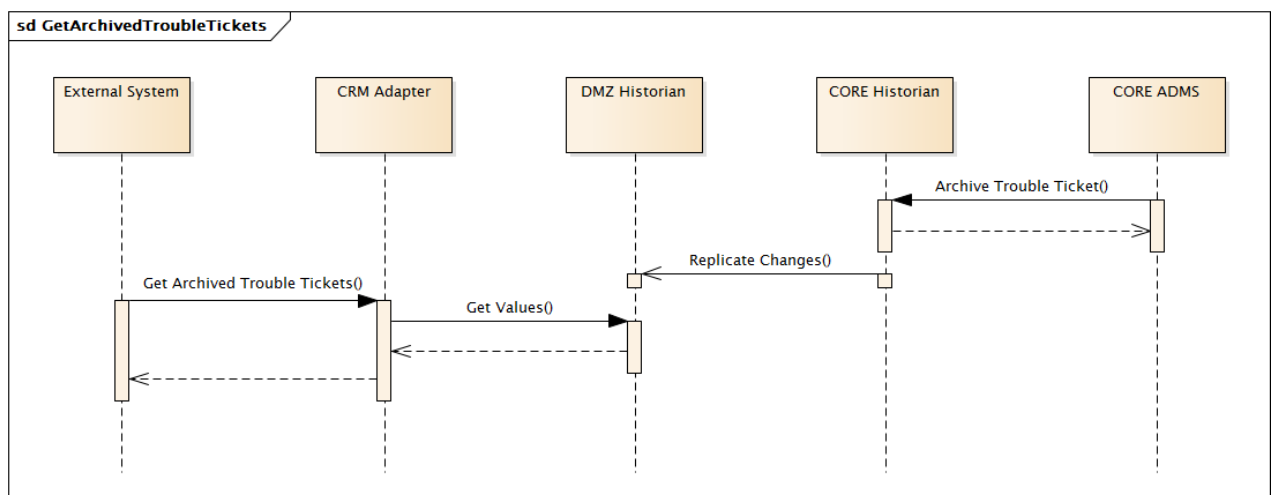 sd GetArchivedTroubleTickets
External System
CRM Adapter
DMZ Historian
CORE Historian
CORE ADMS
Archive Trouble Ticket()
Replicate Changes()
Get Archived Trouble Tickets()
Get Values()